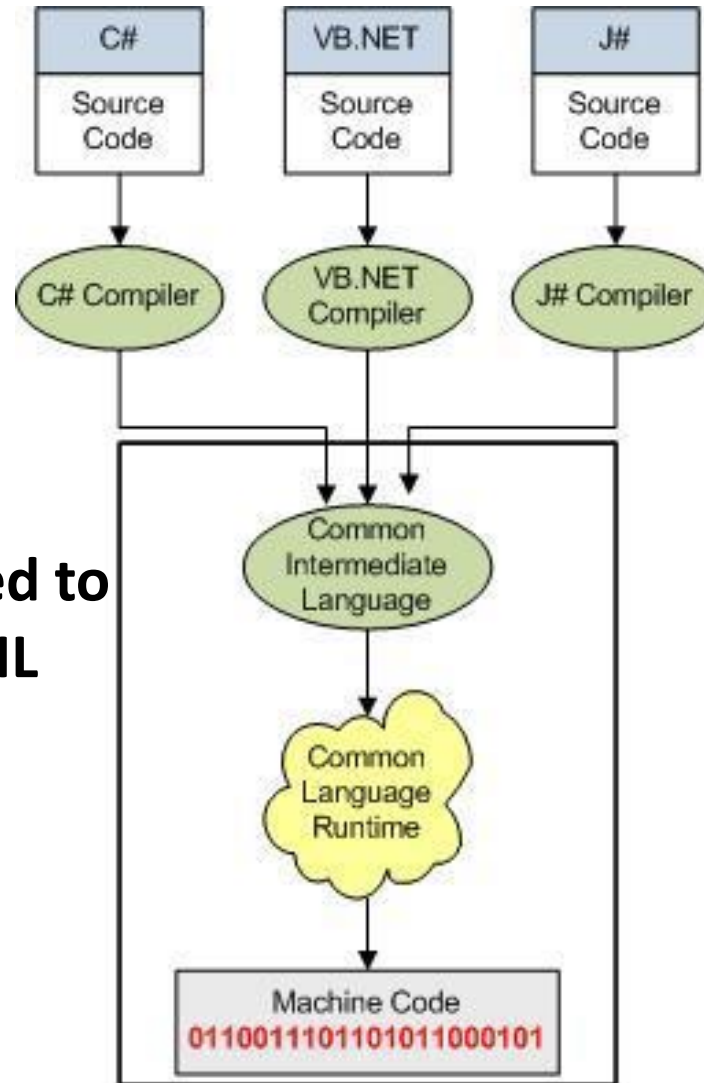 C#
Source
Code
VB.NET
Source
Code
J#
Source
Code
C# Compiler
VB.NET
Compiler
J# Compiler
ed to
IL
Common
Intermediate
Language
Common
Language
Runtime
Machine Code
0110011101101011000101